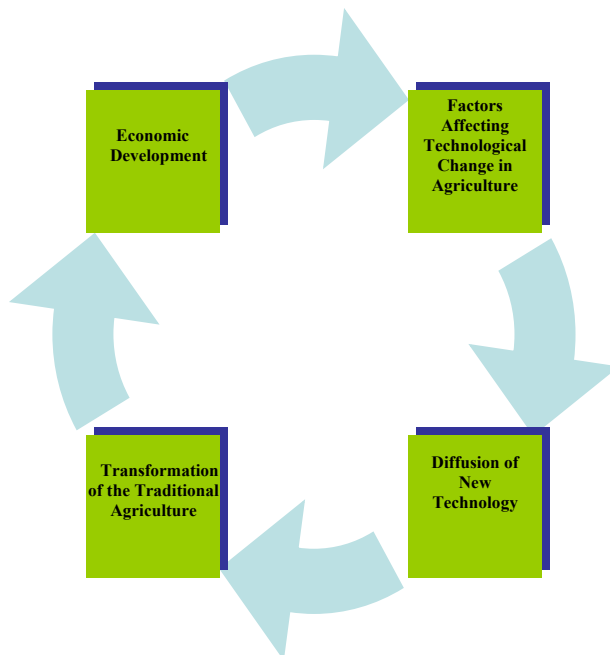 Economic
Development
Factors
Affecting
Technological
Change in
Agriculture
Transformation
of the Traditional
Agriculture
Diffusion of
New
Technology